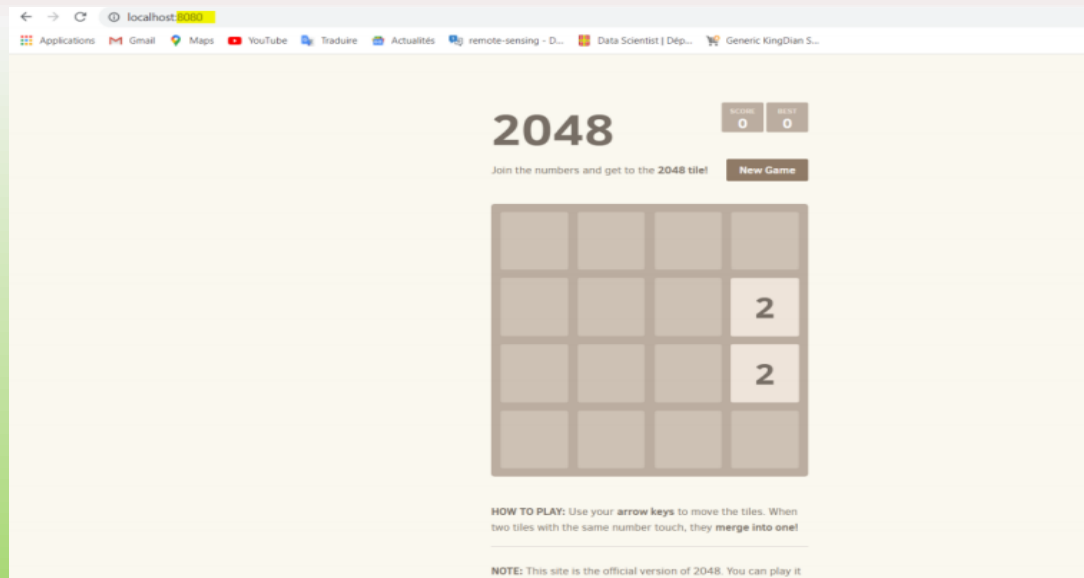 localhost:8080
Applications Gmail Maps YouTube Traduire Actualités remote-sensing - D... Data Scientist | Dép... Generic KingDian S...
2048
SCORE BEST
0 0
Join the numbers and get to the 2048 tile! New Game
2
2
HOW TO PLAY: Use your arrow keys to move the tiles. When
two tiles with the same number touch, they merge into one!
NOTE: This site is the official version of 2048. You can play it